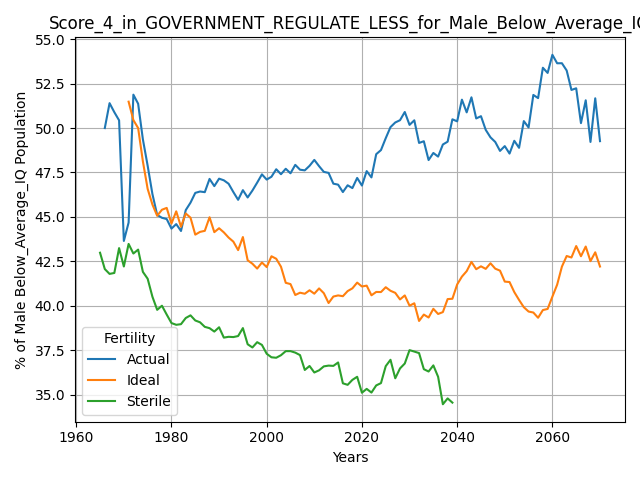 Score_4_in_GOVERNMENT_REGULATE_LESS_for_Male_Below_Average_IQ
55.0
52.5
50.0
47.5
45.0
42.5
40.0
37.5
35.0
% of Male Below_Average_IQ Population
Fertility
Actual
Ideal
Sterile
1960
1980
2000
2020
2040
2060
Years